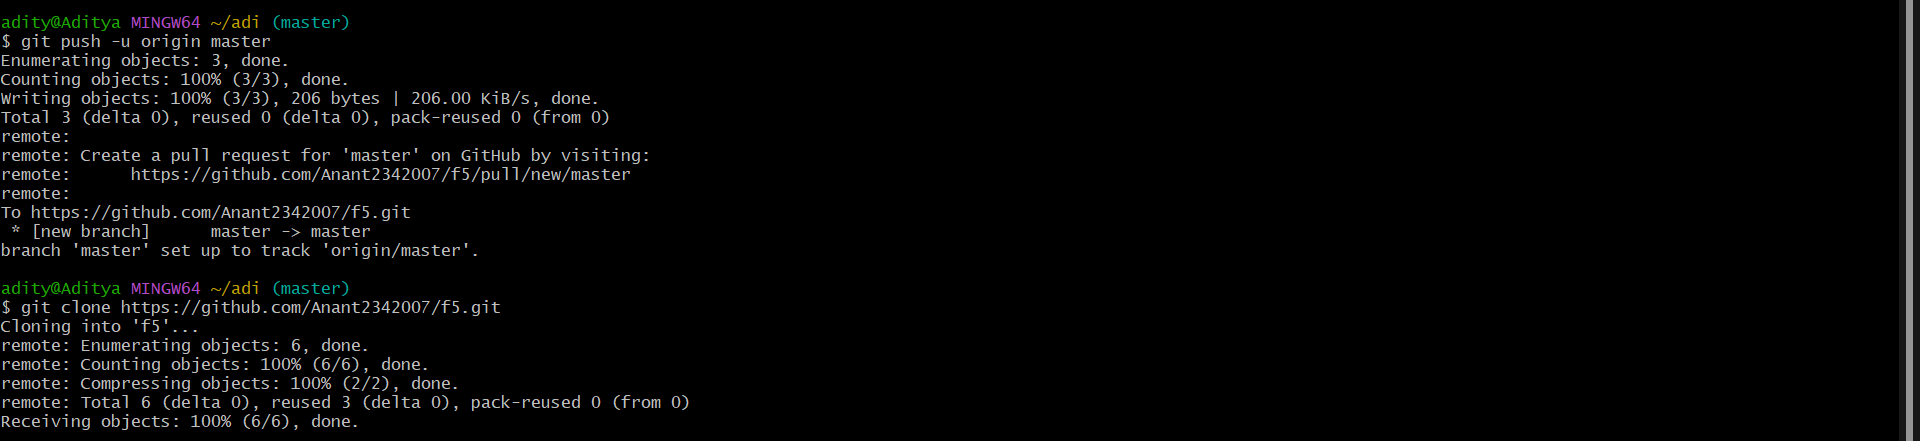 adity@Aditya MINGW64 ~/adi (master)
$ git push -u origin master
Enumerating objects: 3, done.
Counting objects: 100% (3/3), done.
Writing objects: 100% (3/3), 206 bytes | 206.00 KiB/s, done.
Total 3 (delta 0), reused 0 (delta 0), pack-reused 0 (from 0)
remote:
remote: Create a pull request for 'master' on GitHub by visiting:
remote:      https://github.com/Anant2342007/f5/pull/new/master
remote:
To https://github.com/Anant2342007/f5.git
 * [new branch]      master -> master
branch 'master' set up to track 'origin/master'.
adity@Aditya MINGW64 ~/adi (master)
$ git clone https://github.com/Anant2342007/f5.git
Cloning into 'f5'...
remote: Enumerating objects: 6, done.
remote: Counting objects: 100% (6/6), done.
remote: Compressing objects: 100% (2/2), done.
remote: Total 6 (delta 0), reused 3 (delta 0), pack-reused 0 (from 0)
Receiving objects: 100% (6/6), done.